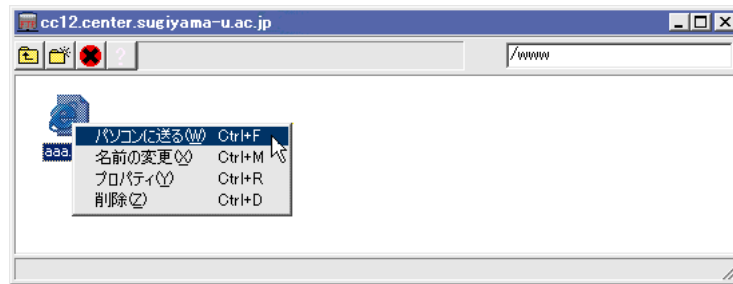 cc12.center.sugiyama-u.ac.jp
/www
aaa.
パソコンに送る(W) Ctrl+F
名前の変更(X) Ctrl+M
プロパティ(Y) Ctrl+R
削除(Z) Ctrl+D